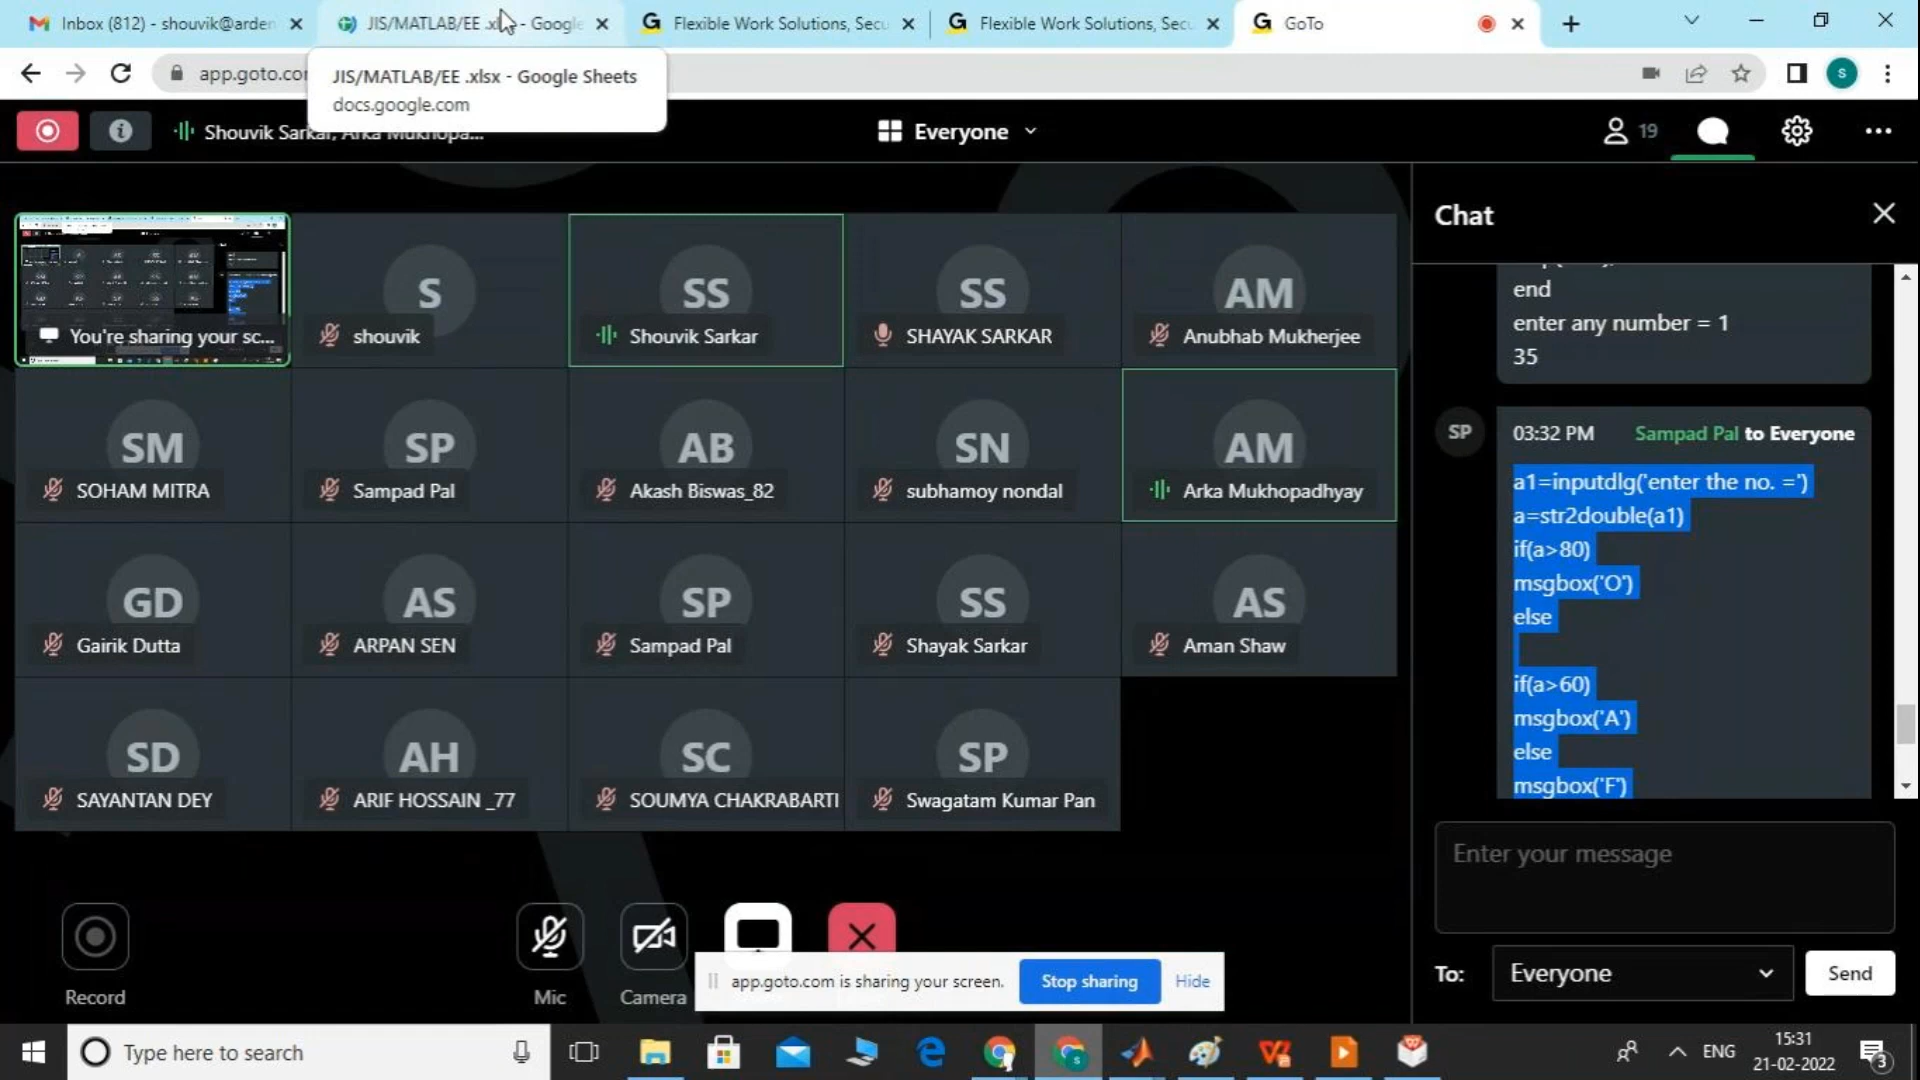 Inbox (812) - shouvik@arden
JIS/MATLAB/EE .xlsx - Google
Flexible Work Solutions, Secu
Flexible Work Solutions, Secu
GoTo
app.goto.com
S
JIS/MATLAB/EE .xlsx - Google Sheets
docs.google.com
Shouvik Sarkar, Arka Mukhopa...
Everyone
19
Chat
You're sharing your sc...
S
shouvik
SS
Shouvik Sarkar
SS
SHAYAK SARKAR
AM
Anubhab Mukherjee
SM
SOHAM MITRA
SP
Sampad Pal
AB
Akash Biswas_82
SN
subhamoy nondal
AM
Arka Mukhopadhyay
GD
Gairik Dutta
AS
ARPAN SEN
SP
Sampad Pal
SS
Shayak Sarkar
AS
Aman Shaw
SD
SAYANTAN DEY
AH
ARIF HOSSAIN _77
SC
SOUMYA CHAKRABARTI
SP
Swagatam Kumar Pan
end
enter any number = 1
35
SP
03:32 PM Sampad Pal to Everyone
a1=inputdlg('enter the no. =')
a=str2double(a1)
if(a>80)
msgbox('O')
else
if(a>60)
msgbox('A')
else
msgbox('F')
Enter your message
To: Everyone
Send
Record
Mic
Camera
app.goto.com is sharing your screen.
Stop sharing
Hide
Type here to search
ENG
15:31
21-02-2022
3